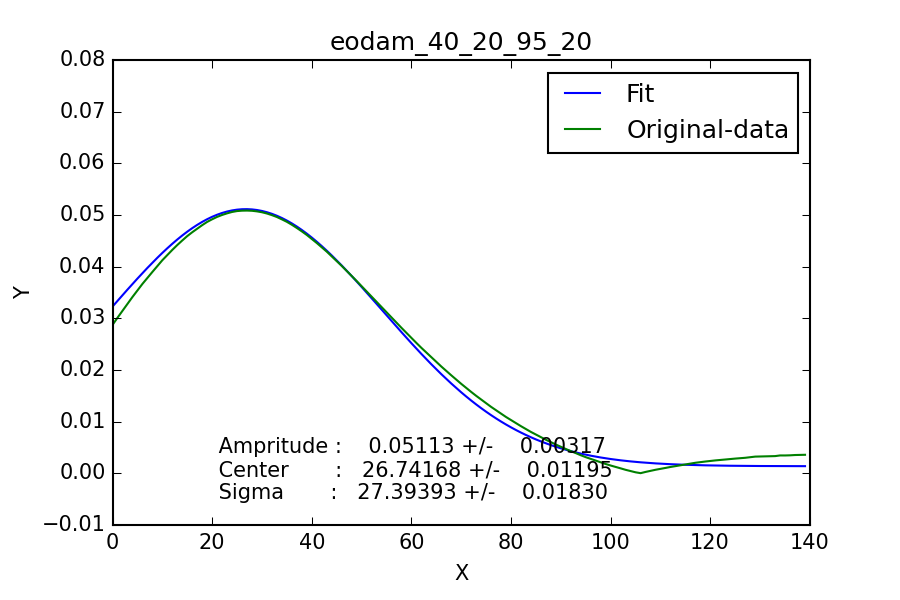 eodam_40_20_95_20
0.08
0.07
0.06
0.05
0.04
0.03
0.02
0.01
0.00
−0.01
Y
Fit
Original-data
Ampritude : 0.05113 +/- 0.00317
Center : 26.74168 +/- 0.01195
Sigma : 27.39393 +/- 0.01830
0 20 40 60 80 100 120 140
X